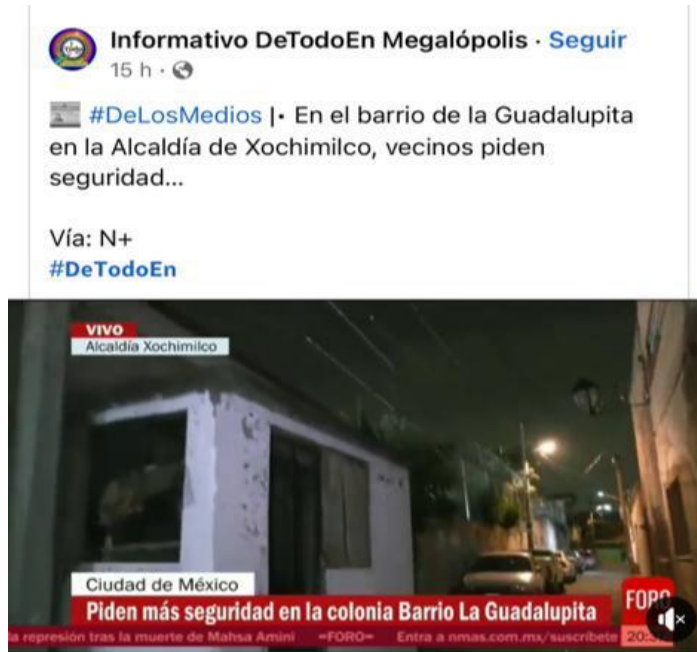 Informativo DeTodoEn Megalópolis · Seguir
15 h ·
#DeLosMedios |• En el barrio de la Guadalupita
en la Alcaldía de Xochimilco, vecinos piden
seguridad...
Vía: N+
#DeTodoEn
VIVO
Alcaldía Xochimilco
Ciudad de México
Piden más seguridad en la colonia Barrio La Guadalupita
FORO
la represión tras la muerte de Mahsa Amini =FORO= Entra a nmas.com.mx/suscribete